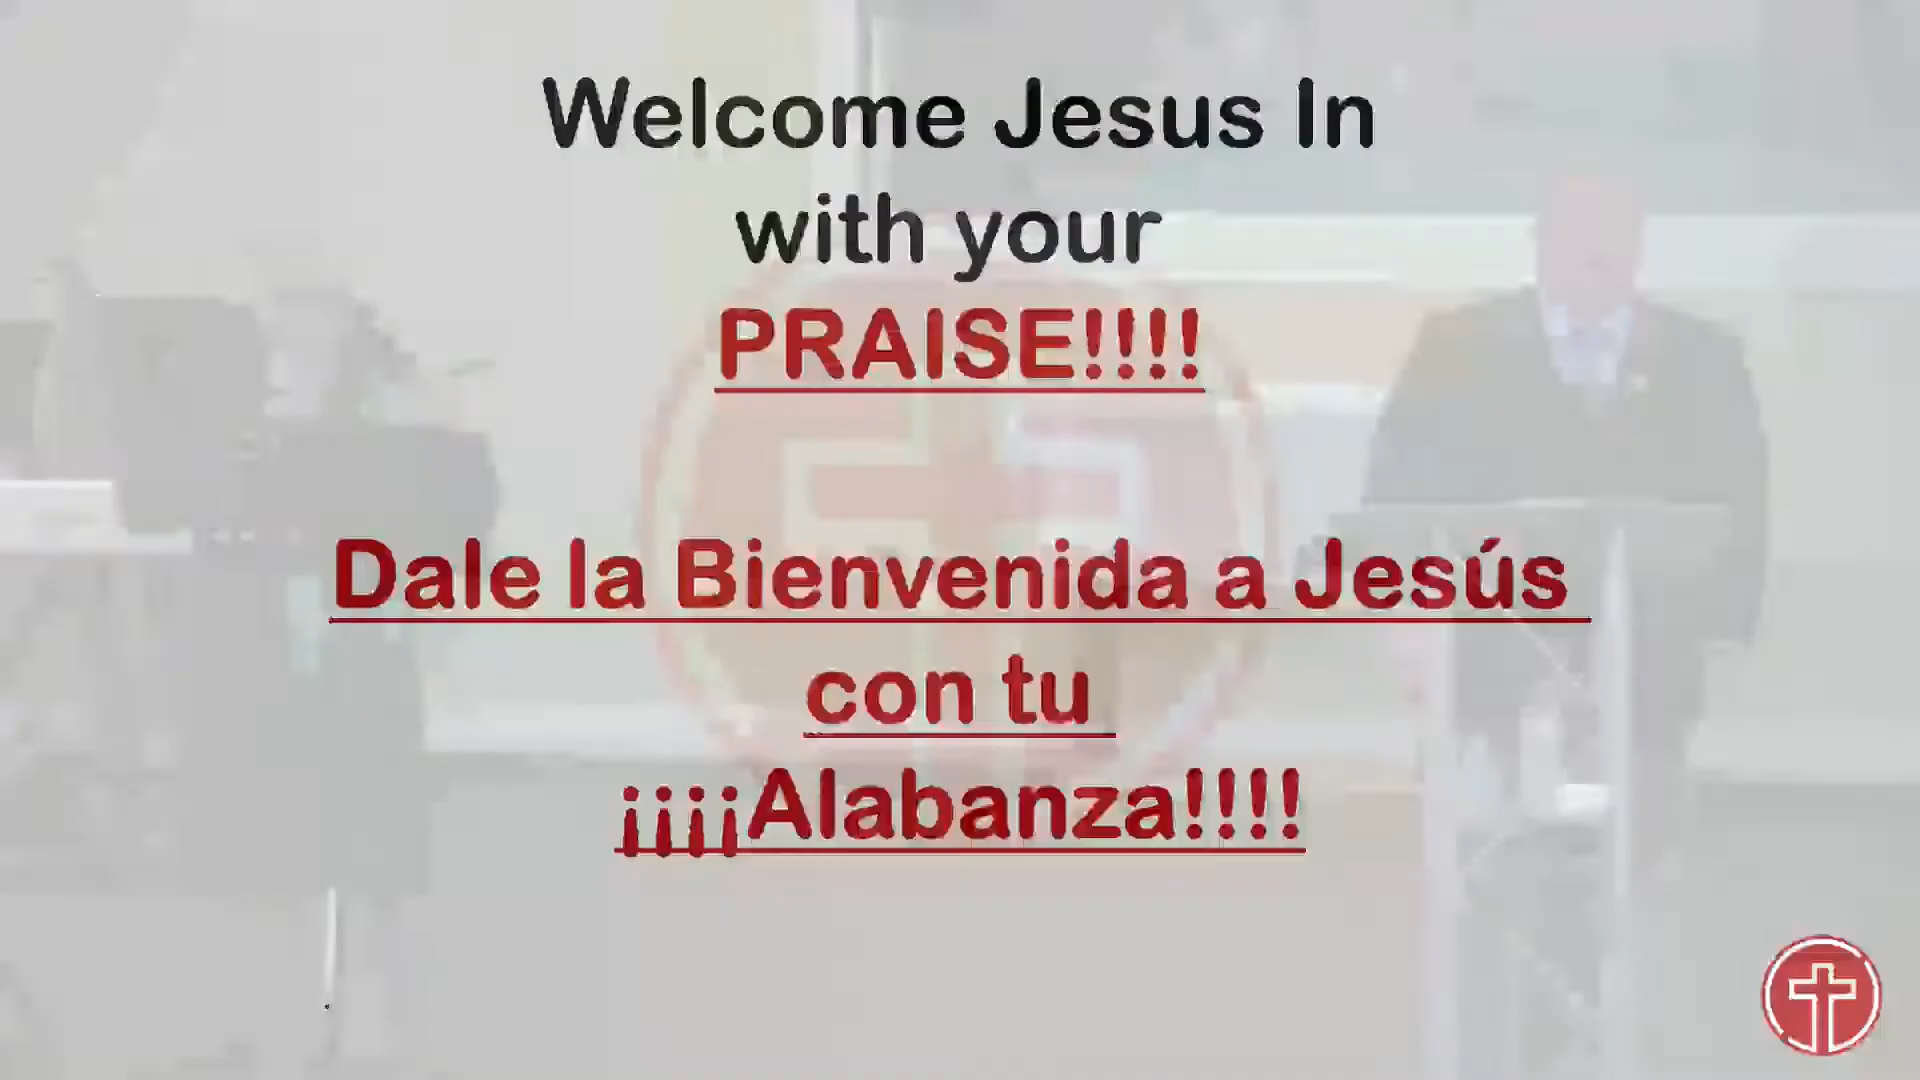 Welcome Jesus In
with your
PRAISE!!!!
Dale la Bienvenida a Jesús
con tu
¡¡¡¡Alabanza!!!!